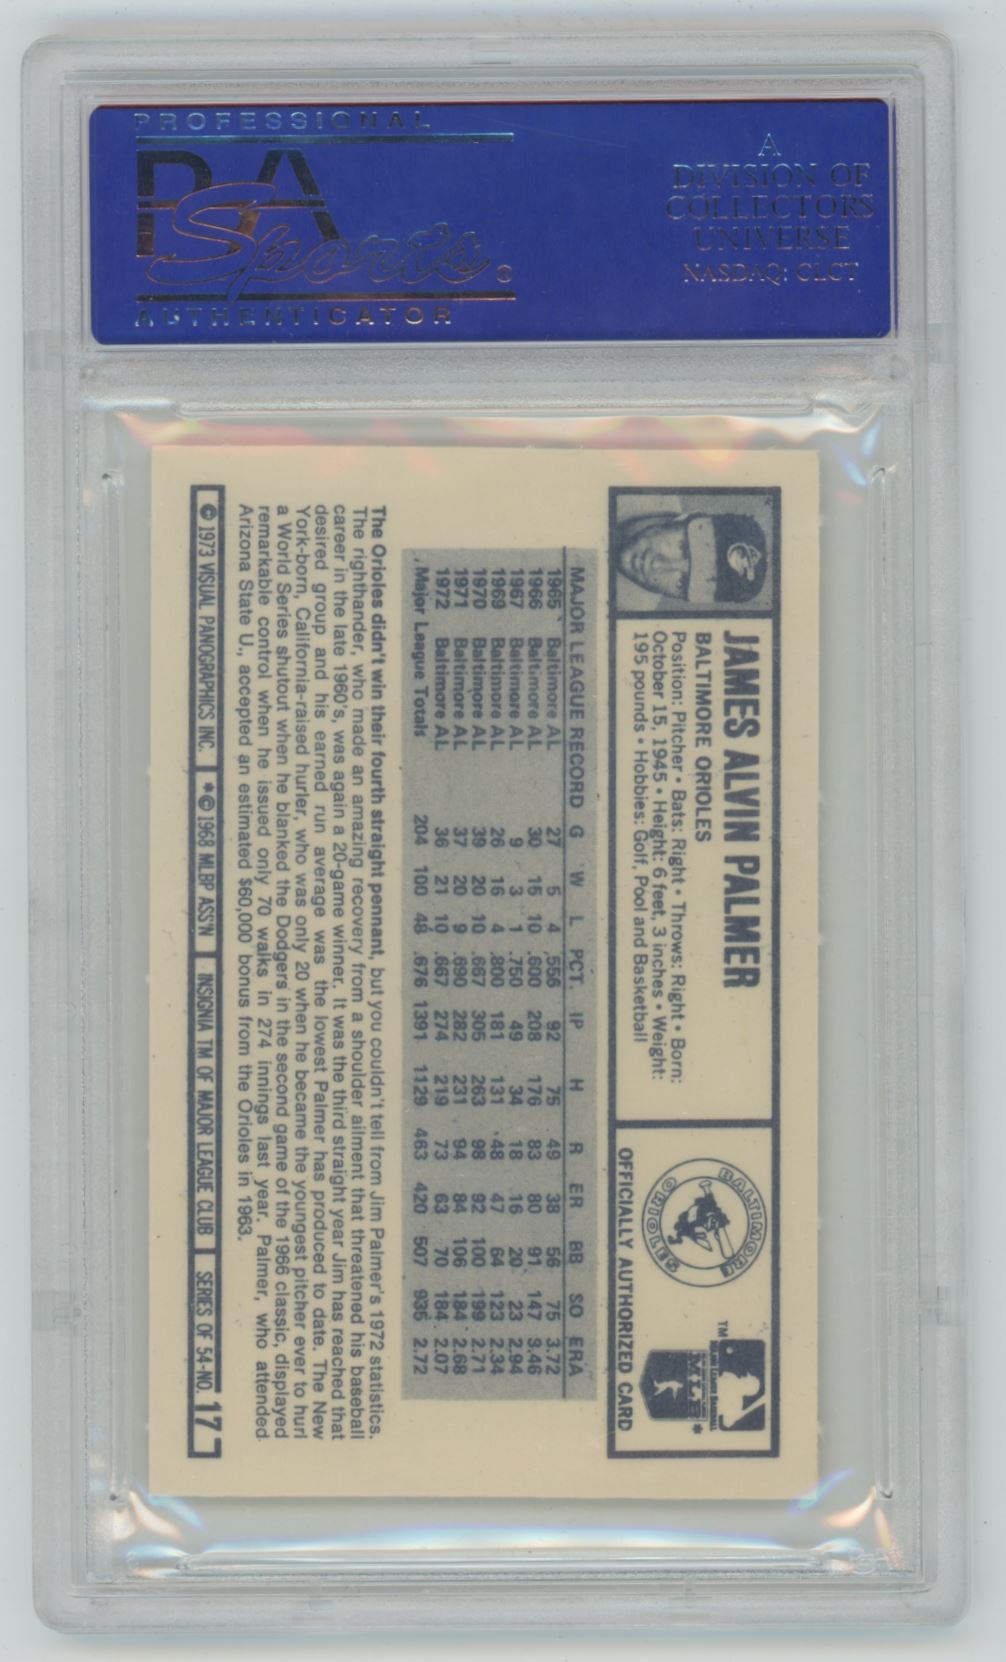 PROFESSIONAL
PSA
Sports®
AUTHENTICATOR
A
DIVISION OF
COLLECTORS
UNIVERSE
NASDAQ: CLCT
JAMES ALVIN PALMER
BALTIMORE ORIOLES
Position: Pitcher • Bats: Right • Throws: Right • Born:
October 15, 1945 • Height: 6 feet, 3 inches • Weight:
195 pounds • Hobbies: Golf, Pool and Basketball
BALTIMORE
ORIOLES
TM
MAJOR LEAGUE BASEBALL
MLB *
OFFICIALLY AUTHORIZED CARD
MAJOR LEAGUE RECORD G W L PCT. IP H R ER BB SO ERA
1965 Baltimore AL 27 5 4 .556 92 75 49 38 56 75 3.72
1966 Baltimore AL 30 15 10 .600 208 176 83 80 91 147 3.46
1967 Baltimore AL 9 3 1 .750 49 34 18 16 20 23 2.94
1969 Baltimore AL 26 16 4 .800 181 131 48 47 64 123 2.34
1970 Baltimore AL 39 20 10 .667 305 263 98 92 100 199 2.71
1971 Baltimore AL 37 20 9 .690 282 231 94 84 106 184 2.68
1972 Baltimore AL 36 21 10 .667 274 219 73 63 70 184 2.07
Major League Totals 204 100 48 .676 1391 1129 463 420 507 935 2.72
The Orioles didn't win their fourth straight pennant, but you couldn't tell from Jim Palmer's 1972 statistics.
The righthander, who made an amazing recovery from a shoulder ailment that threatened his baseball
career in the late 1960's, was again a 20-game winner. It was the third straight year Jim has reached that
desired group and his earned run average was the lowest Palmer has produced to date. The New
York-born, California-raised hurler, who was only 20 when he became the youngest pitcher ever to hurl
a World Series shutout when he blanked the Dodgers in the second game of the 1966 classic, displayed
remarkable control when he issued only 70 walks in 274 innings last year. Palmer, who attended
Arizona State U., accepted an estimated $60,000 bonus from the Orioles in 1963.
© 1973 VISUAL PANOGRAPHICS INC. | *© 1968 MLBP ASS'N | INSIGNIA TM OF MAJOR LEAGUE CLUB | SERIES OF 54-NO. 17